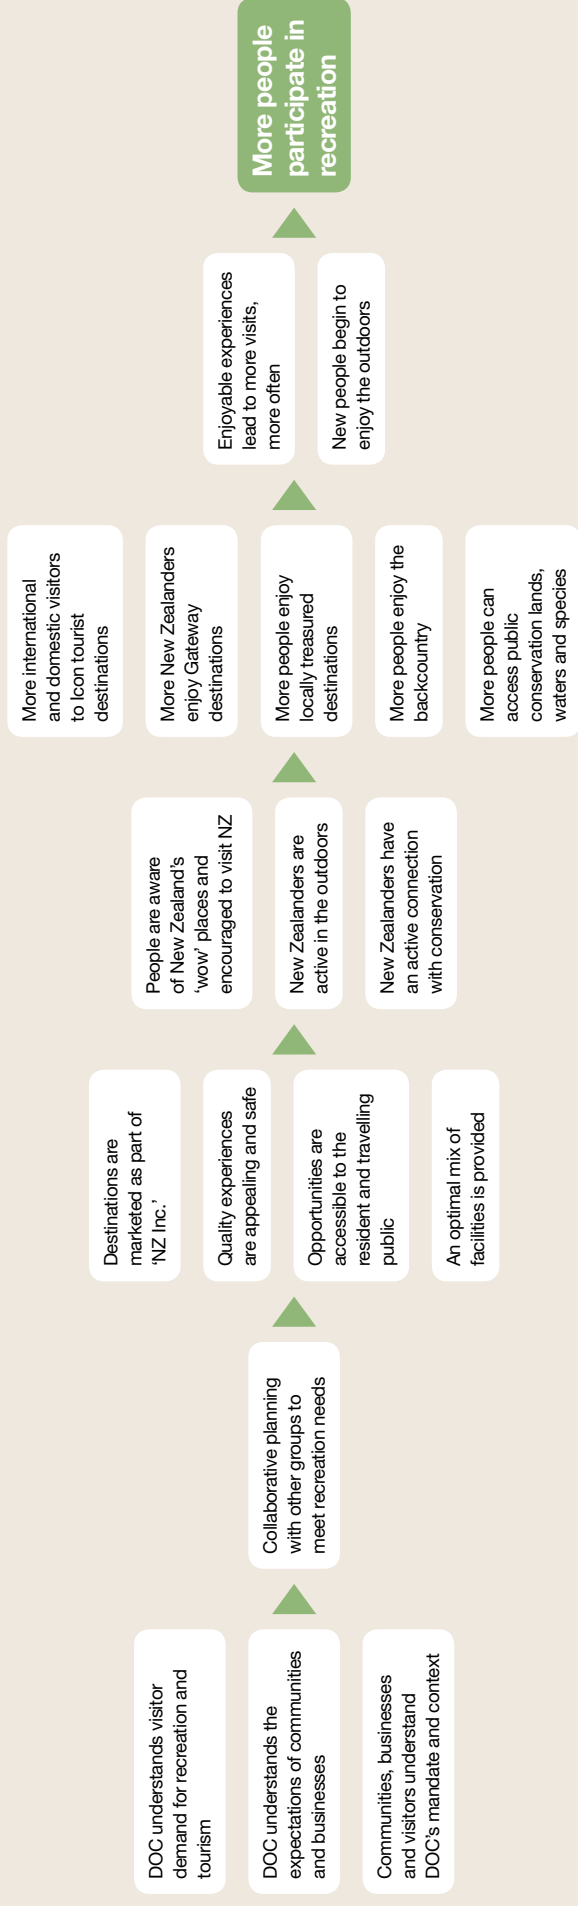 DOC understands visitor
demand for recreation and
tourism
DOC understands the
expectations of communities
and businesses
Communities, businesses
and visitors understand
DOC’s mandate and context
Collaborative planning
with other groups to
meet recreation needs
Destinations are
marketed as part of
‘NZ Inc.’
Quality experiences
are appealing and safe
Opportunities are
accessible to the
resident and travelling
public
An optimal mix of
facilities is provided
People are aware
of New Zealand’s
‘wow’ places and
encouraged to visit NZ
New Zealanders are
active in the outdoors
New Zealanders have
an active connection
with conservation
More international
and domestic visitors
to Icon tourist
destinations
More New Zealanders
enjoy Gateway
destinations
More people enjoy
locally treasured
destinations
More people enjoy the
backcountry
More people can
access public
conservation lands,
waters and species
Enjoyable experiences
lead to more visits,
more often
New people begin to
enjoy the outdoors
More people
participate in
recreation